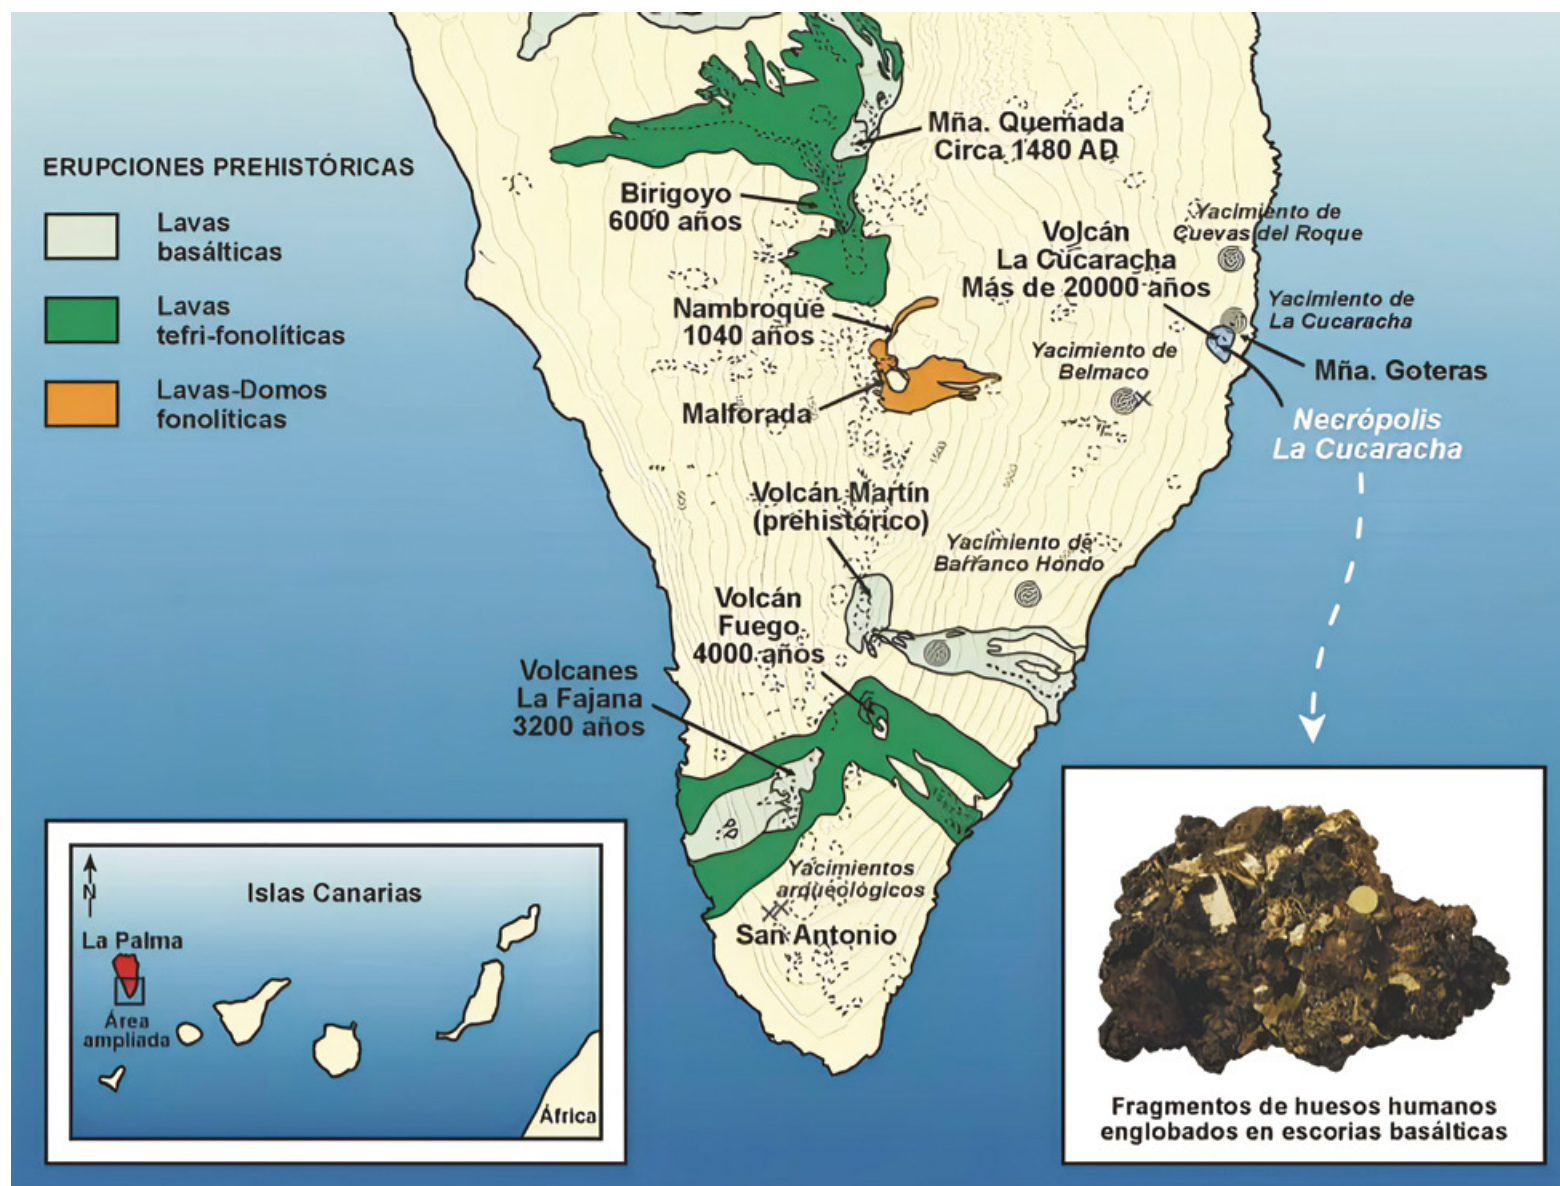 Mña. Quemada
Circa 1480 AD
ERUPCIONES PREHISTÓRICAS
Lavas
basálticas
Lavas
tefri-fonolíticas
Lavas-Domos
fonolíticas
Birigoyo
6000 años
Yacimiento de
Cuevas del Roque
Volcán
La Cucaracha
Más de 20000 años
Nambroque
1040 años
Yacimiento de
La Cucaracha
Yacimiento de
Belmaco
Mña. Goteras
Malforada
Necrópolis
La Cucaracha
1500
Volcán Martín
(prehistórico)
Yacimiento de
Barranco Hondo
Volcán
Fuego
4000 años
Volcanes
La Fajana
3200 años
Yacimientos
arqueológicos
San Antonio
N
Islas Canarias
La Palma
Área
ampliada
África
Fragmentos de huesos humanos
englobados en escorias basálticas